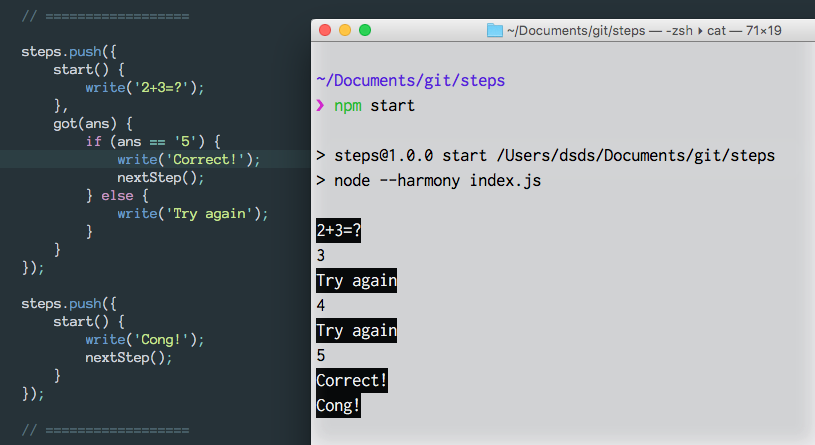 // ==================
steps.push({
start() {
write('2+3=?');
},
got(ans) {
if (ans == '5') {
write('Correct!');
nextStep();
} else {
write('Try again');
}
}
});
steps.push({
start() {
write('Cong!');
nextStep();
}
});
// ==================
~/Documents/git/steps — -zsh ▸ cat — 71×19
~/Documents/git/steps
❯ npm start
> steps@1.0.0 start /Users/dsds/Documents/git/steps
> node --harmony index.js
2+3=?
3
Try again
4
Try again
5
Correct!
Cong!